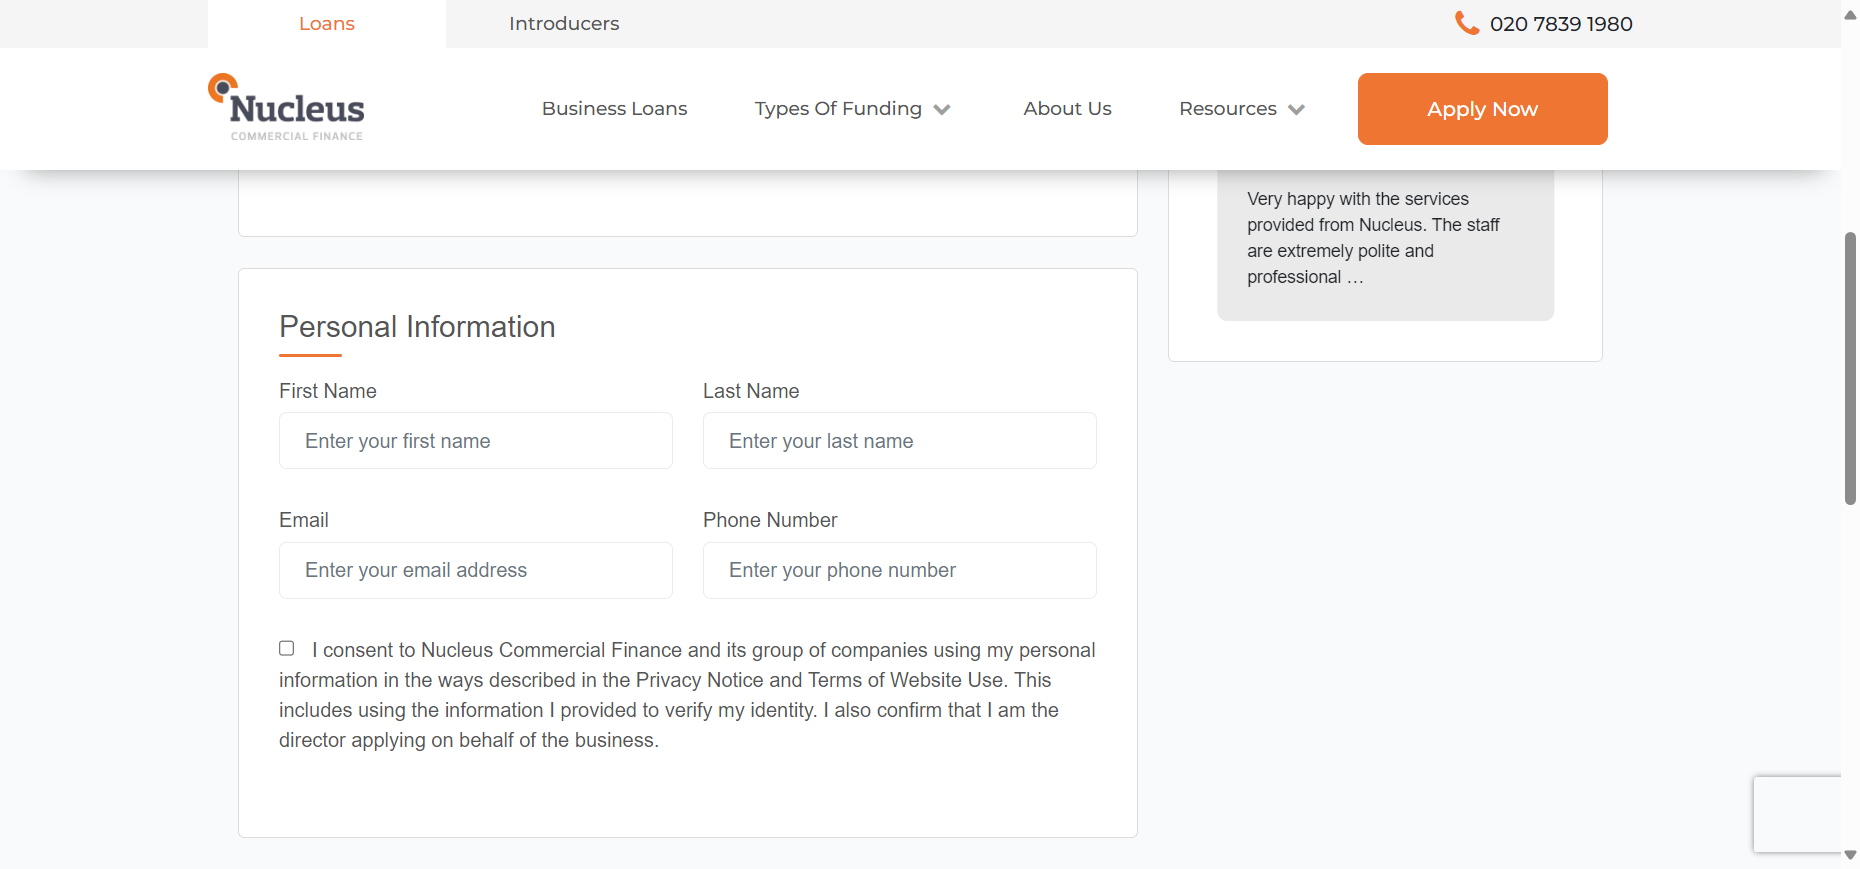 Loans
Introducers
020 7839 1980
Nucleus
COMMERCIAL FINANCE
Business Loans
Types Of Funding
About Us
Resources
Apply Now
Very happy with the services
provided from Nucleus. The staff
are extremely polite and
professional …
Personal Information
First Name
Last Name
Enter your first name
Enter your last name
Email
Phone Number
Enter your email address
Enter your phone number
I consent to Nucleus Commercial Finance and its group of companies using my personal
information in the ways described in the Privacy Notice and Terms of Website Use. This
includes using the information I provided to verify my identity. I also confirm that I am the
director applying on behalf of the business.